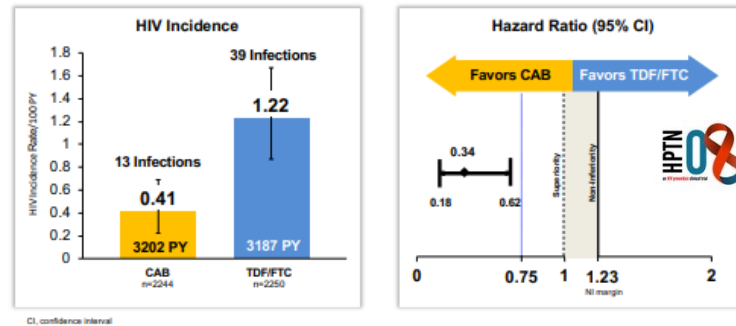 HIV Incidence
HIV Incidence Rate/100 PY
1.8
1.6
1.4
1.2
1
0.8
0.6
0.4
0.2
0
13 Infections
0.41
3202 PY
CAB
n=2244
39 Infections
1.22
3187 PY
TDF/FTC
n=2250
CI, confidence interval
Hazard Ratio (95% CI)
Favors CAB
Favors TDF/FTC
0.34
0.18
0.62
Superiority
Non-inferiority
0
0.75
1
1.23
2
NI margin
HPTN
08